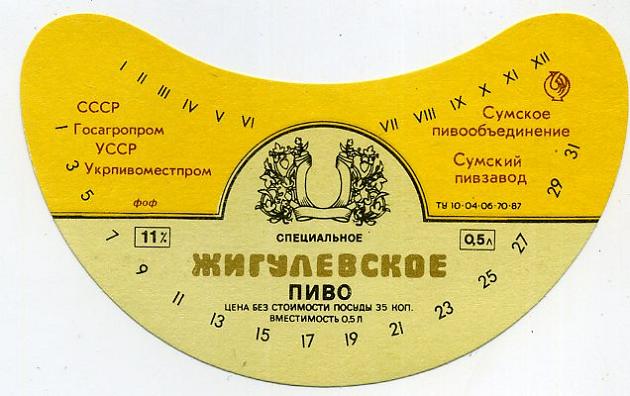 I II III IV V VI VII VIII IX X XI XII
СССР
Госагропром
УССР
Укрпивоместпром
фоф
Сумское
пивообъединение
Сумский
пивзавод
ТУ 10-04-06-70-87
1 3 5 7 9 11 13 15 17 19 21 23 25 27 29 31
11%
0,5л
СПЕЦИАЛЬНОЕ
ЖИГУЛЕВСКОЕ
ПИВО
ЦЕНА БЕЗ СТОИМОСТИ ПОСУДЫ 35 КОП.
ВМЕСТИМОСТЬ 0,5 Л